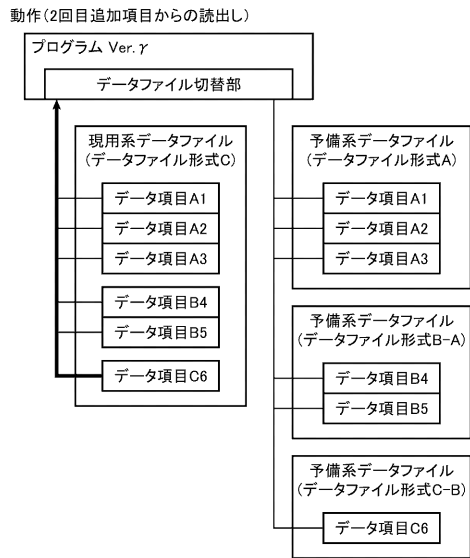 動作(2回目追加項目からの読出し)
プログラム Ver.γ
データファイル切替部
現用系データファイル
(データファイル形式C)
データ項目A1
データ項目A2
データ項目A3
データ項目B4
データ項目B5
データ項目C6
予備系データファイル
(データファイル形式A)
データ項目A1
データ項目A2
データ項目A3
予備系データファイル
(データファイル形式B-A)
データ項目B4
データ項目B5
予備系データファイル
(データファイル形式C-B)
データ項目C6